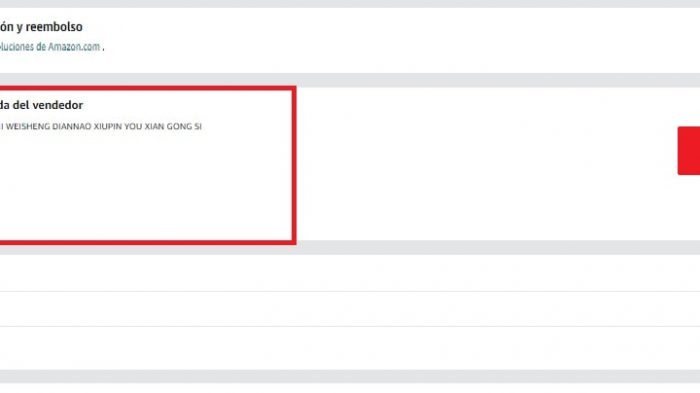 ón y reembolso
oluciones de Amazon.com .
da del vendedor
I WEISHENG DIANNAO XIUPIN YOU XIAN GONG SI